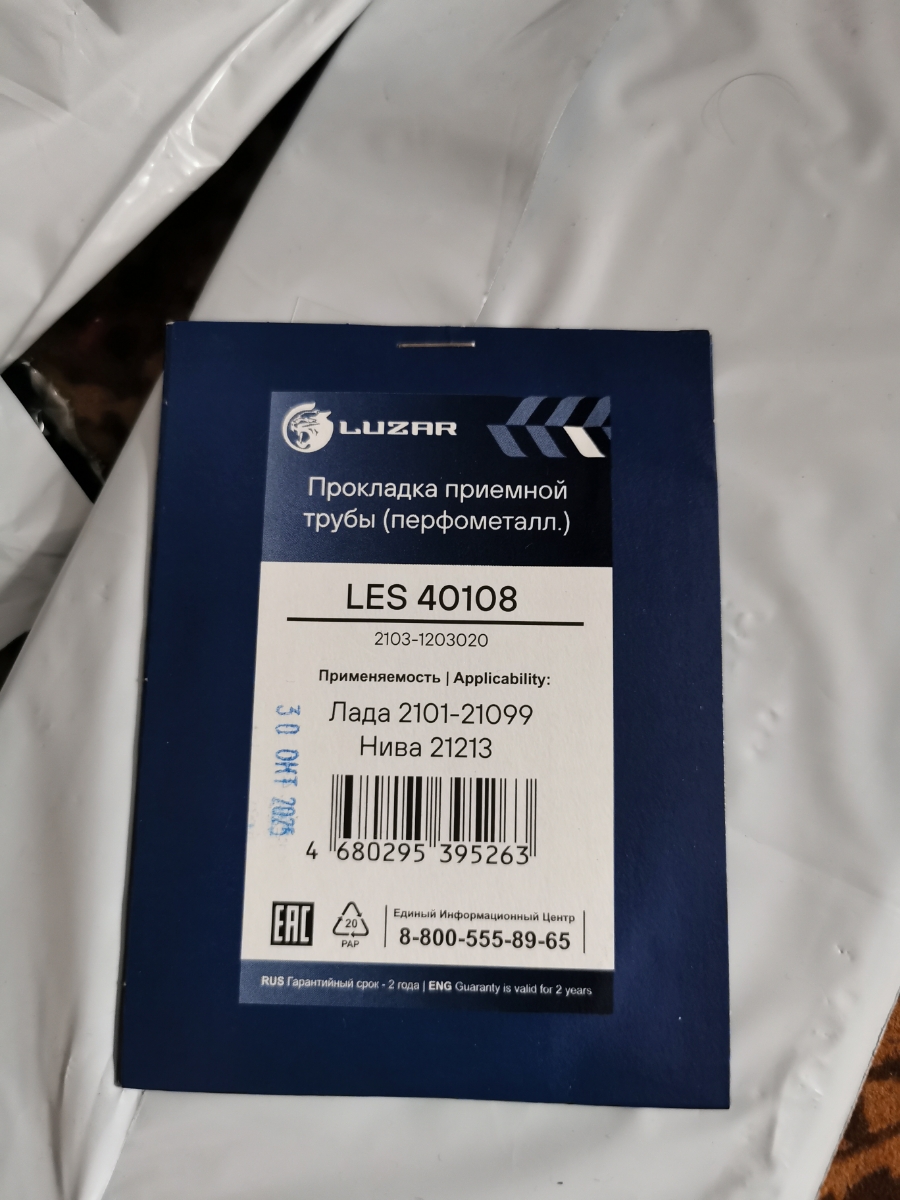 LUZAR
Прокладка приемной
трубы (перфометалл.)
LES 40108
2103-1203020
Применяемость | Applicability:
Лада 2101-21099
Нива 21213
30 ОКТ 2025
4 680295 395263
EAC
20
PAP
Единый Информационный Центр
8-800-555-89-65
RUS Гарантийный срок - 2 года | ENG Guaranty is valid for 2 years